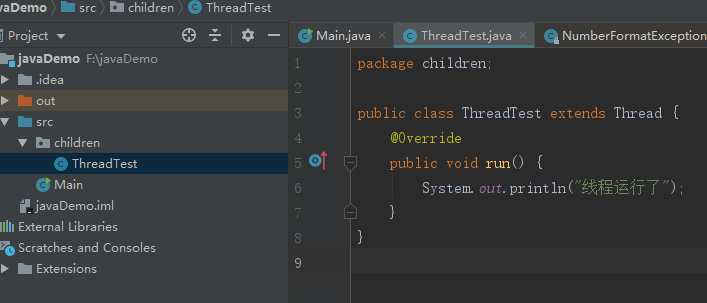 javaDemo src children ThreadTest
Project
javaDemo F:\javaDemo
.idea
out
src
children
ThreadTest
Main
javaDemo.iml
External Libraries
Scratches and Consoles
Extensions
Main.java ThreadTest.java NumberFormatException
1 package children;
2
3 public class ThreadTest extends Thread {
4 @Override
5 public void run() {
6 System.out.println("线程运行了");
7 }
8 }
9